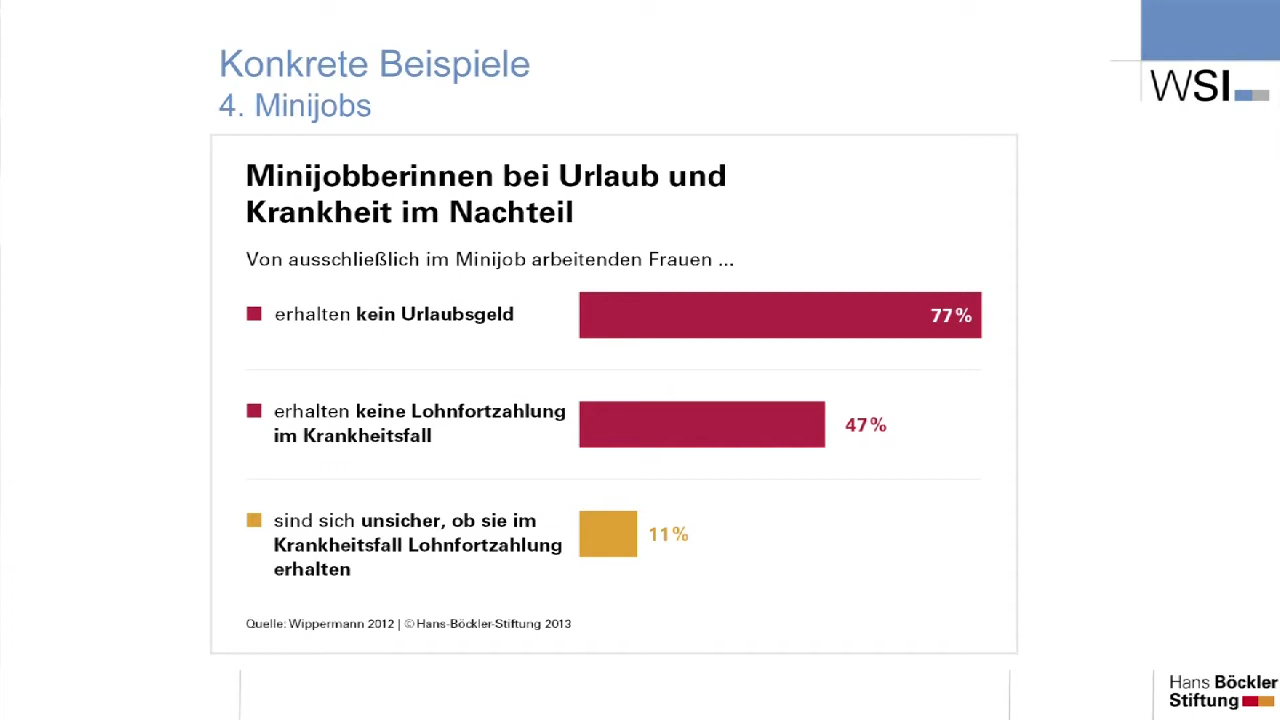 Konkrete Beispiele
4. Minijobs
WSI
Minijobberinnen bei Urlaub und
Krankheit im Nachteil
Von ausschließlich im Minijob arbeitenden Frauen ...
erhalten kein Urlaubsgeld
77%
erhalten keine Lohnfortzahlung
im Krankheitsfall
47%
sind sich unsicher, ob sie im
Krankheitsfall Lohnfortzahlung
erhalten
11%
Quelle: Wippermann 2012 | © Hans-Böckler-Stiftung 2013
Hans Böckler
Stiftung